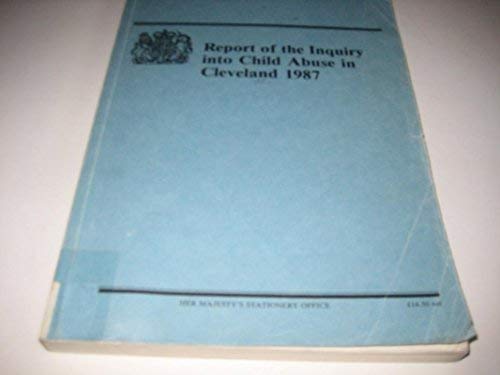 Report of the Inquiry
into Child Abuse in
Cleveland 1987
HER MAJESTY'S STATIONERY OFFICE